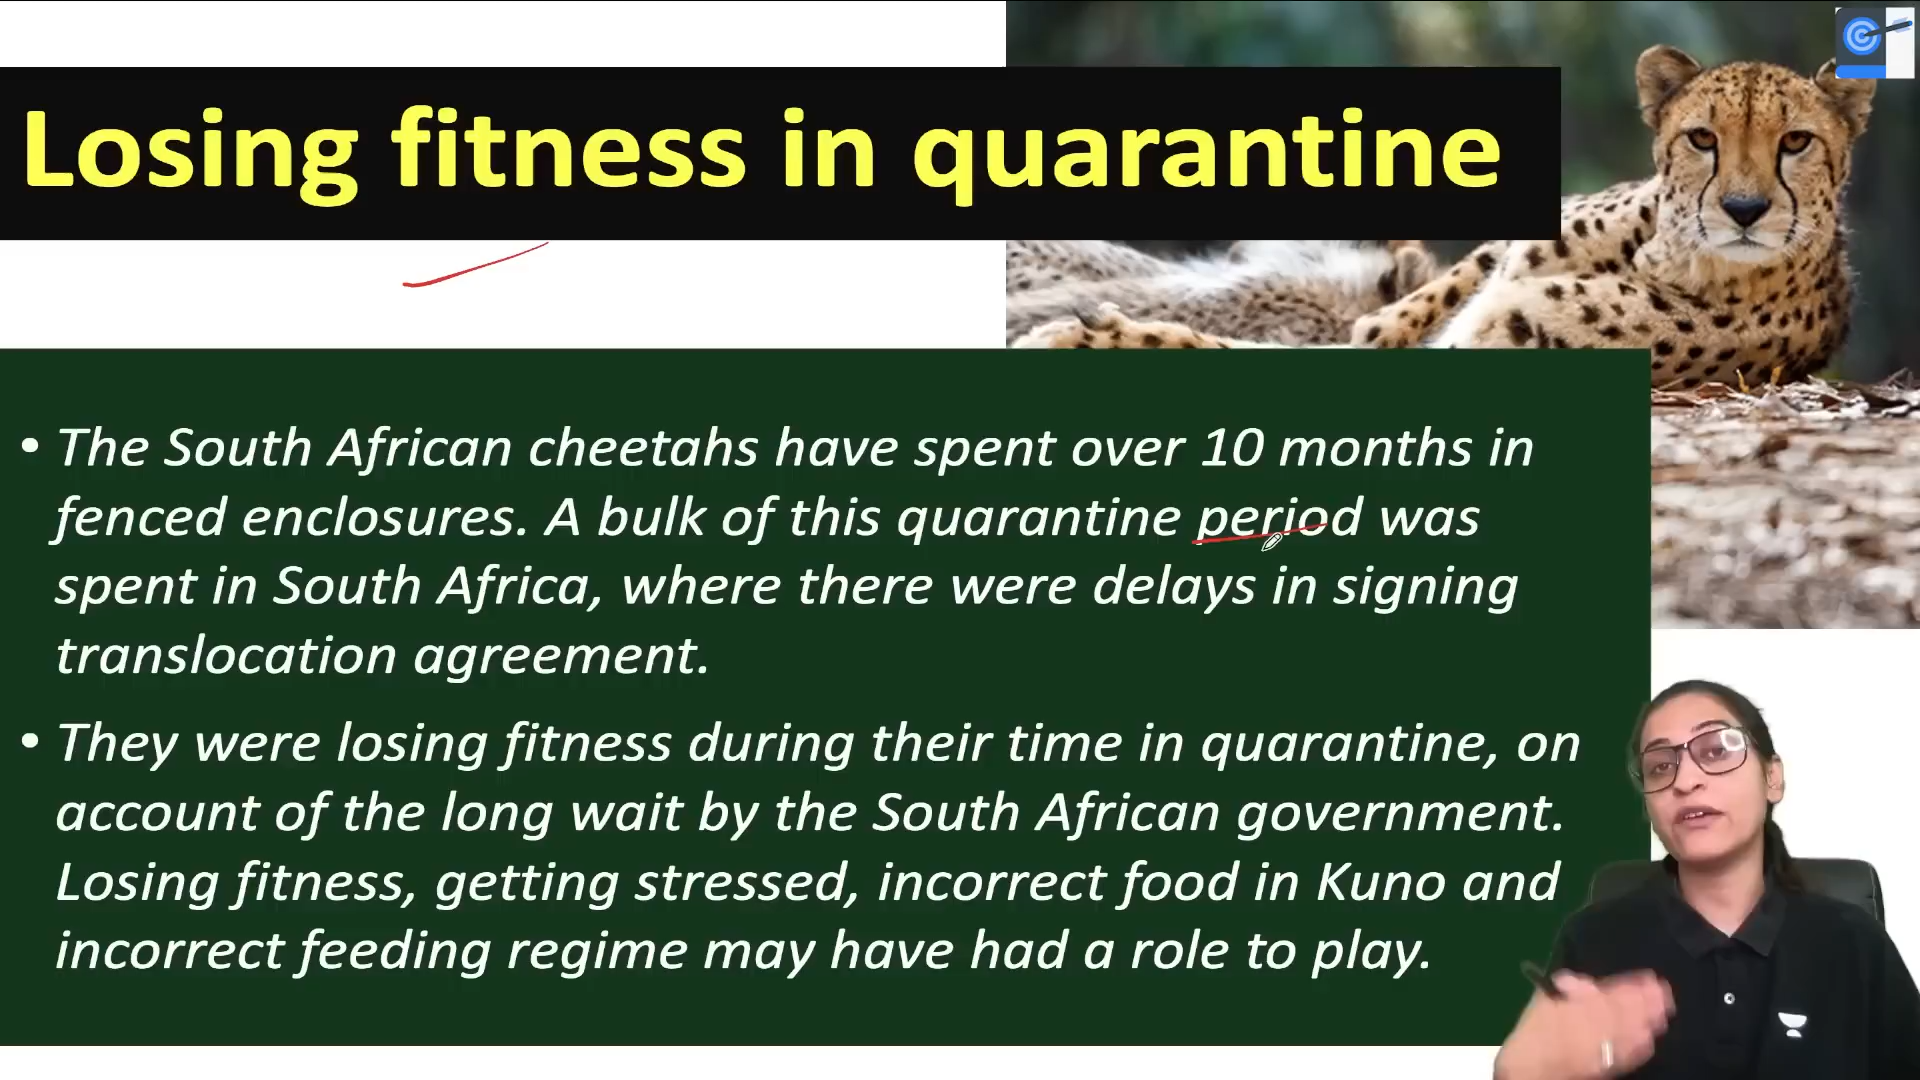 Losing fitness in quarantine
• The South African cheetahs have spent over 10 months in
fenced enclosures. A bulk of this quarantine period was
spent in South Africa, where there were delays in signing
translocation agreement.
• They were losing fitness during their time in quarantine, on
account of the long wait by the South African government.
Losing fitness, getting stressed, incorrect food in Kuno and
incorrect feeding regime may have had a role to play.